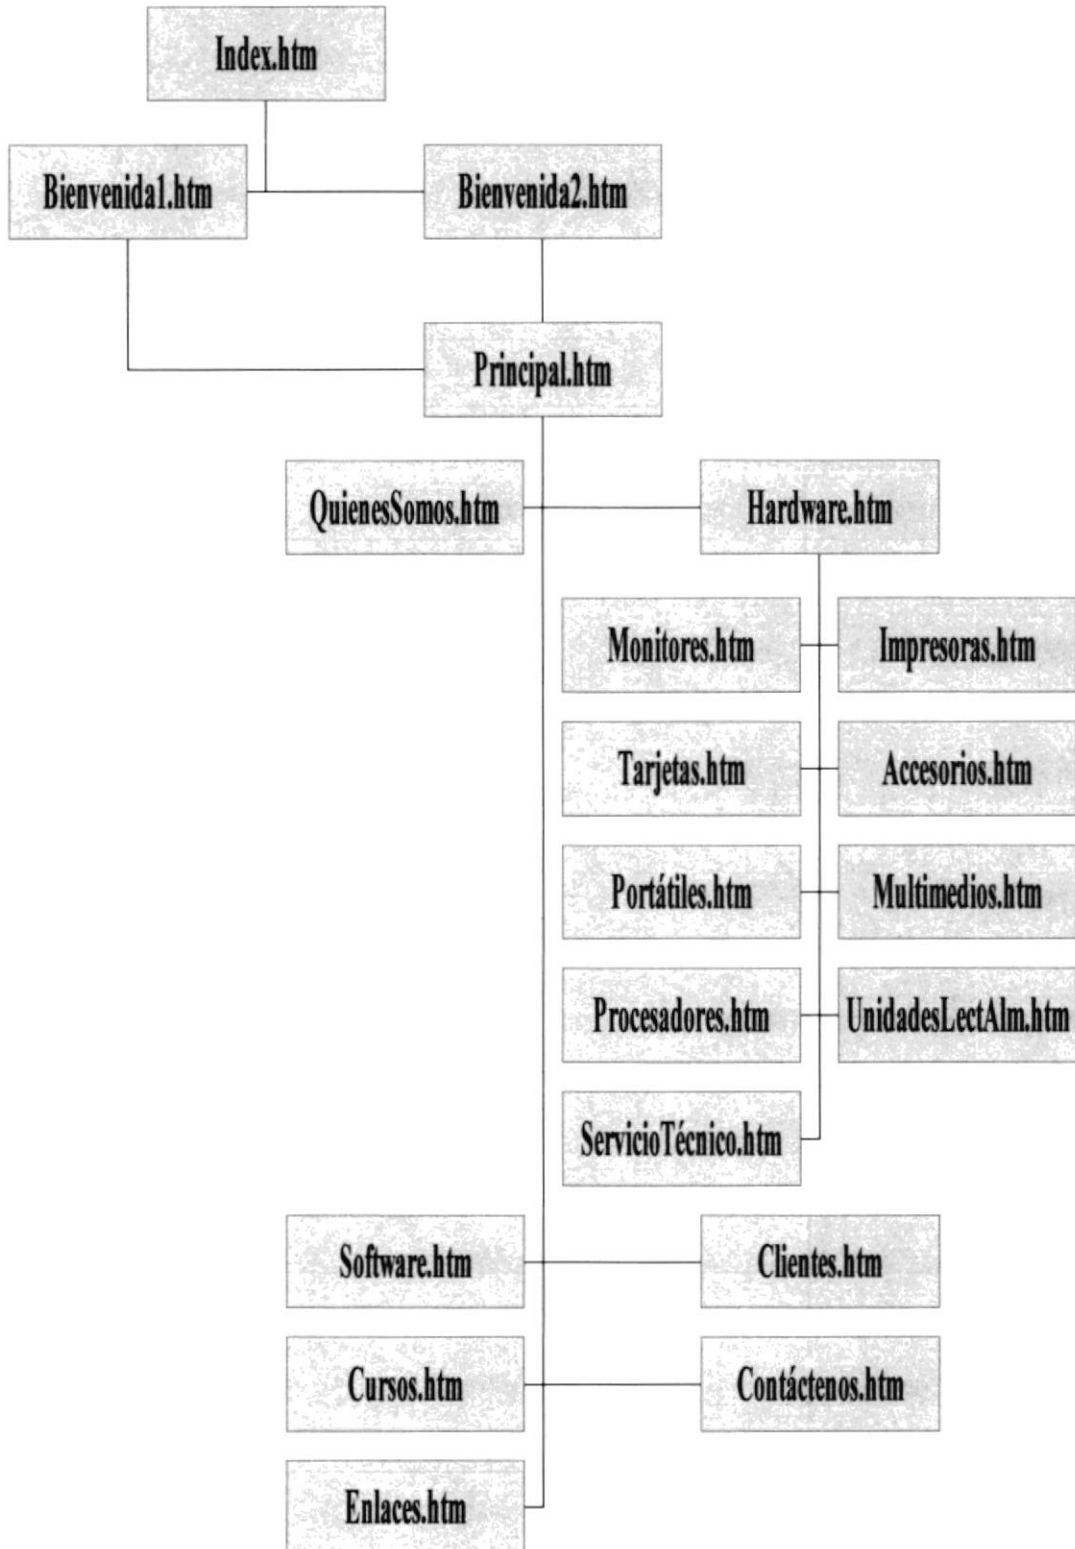 Index.htm
Bienvenida1.htm
Bienvenida2.htm
Principal.htm
QuienesSomos.htm
Hardware.htm
Monitores.htm
Impresoras.htm
Tarjetas.htm
Accesorios.htm
Portátiles.htm
Multimedios.htm
Procesadores.htm
UnidadesLectAlm.htm
ServicioTécnico.htm
Software.htm
Clientes.htm
Cursos.htm
Contáctenos.htm
Enlaces.htm